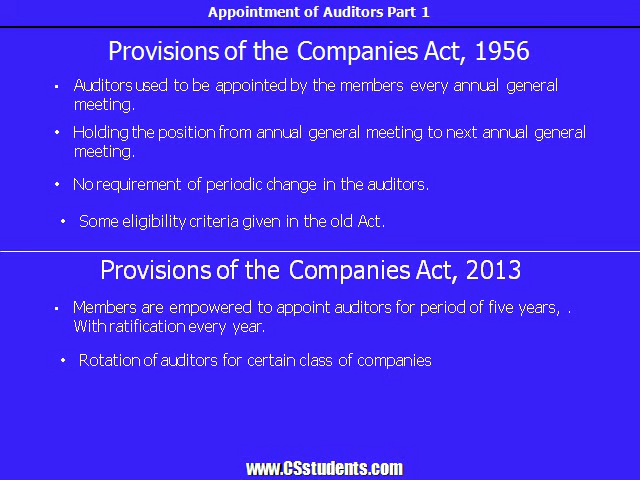 Appointment of Auditors Part 1
Provisions of the Companies Act, 1956
• Auditors used to be appointed by the members every annual general
meeting.
• Holding the position from annual general meeting to next annual general
meeting.
• No requirement of periodic change in the auditors.
• Some eligibility criteria given in the old Act.
Provisions of the Companies Act, 2013
• Members are empowered to appoint auditors for period of five years, .
With ratification every year.
• Rotation of auditors for certain class of companies
www.CSstudents.com